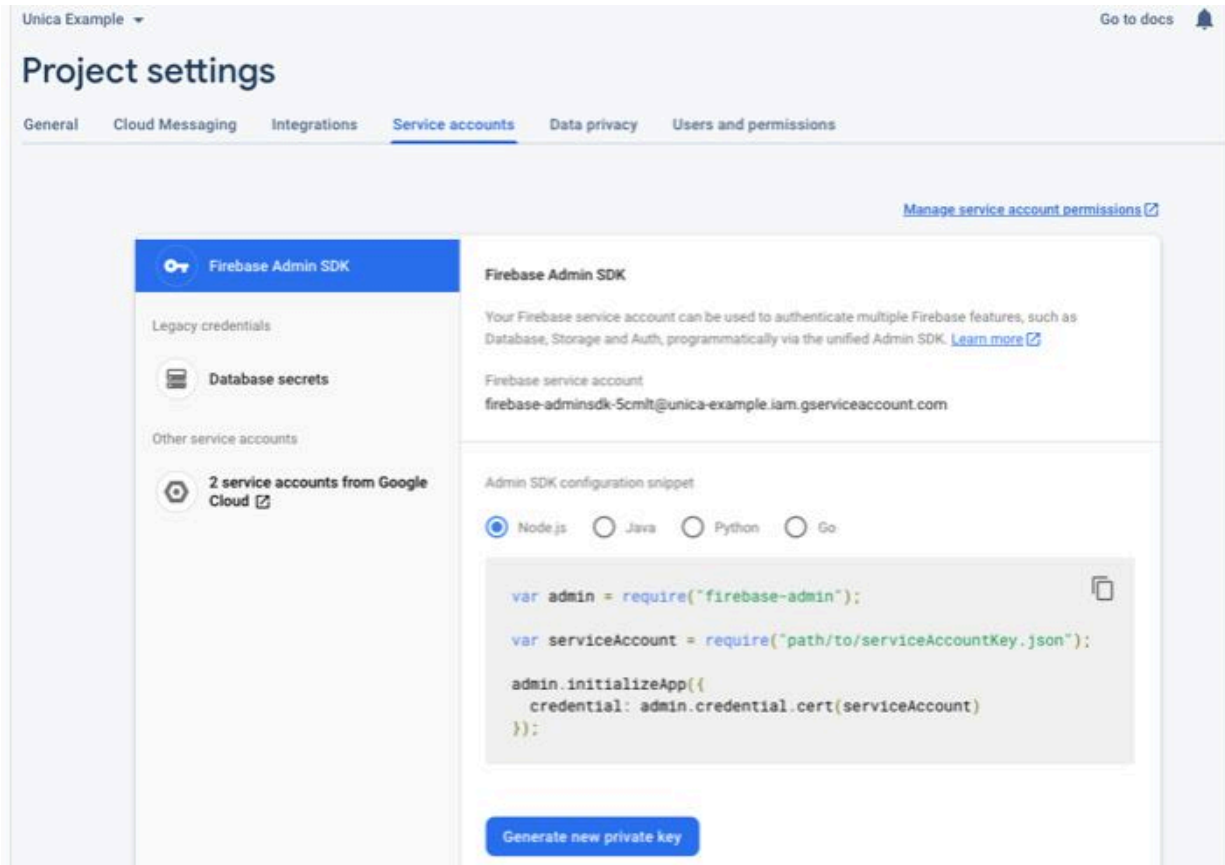 Unica Example
Go to docs
Project settings
General Cloud Messaging Integrations Service accounts Data privacy Users and permissions
Manage service account permissions
Firebase Admin SDK
Legacy credentials
Database secrets
Other service accounts
2 service accounts from Google
Cloud
Firebase Admin SDK
Your Firebase service account can be used to authenticate multiple Firebase features, such as
Database, Storage and Auth, programmatically via the unified Admin SDK. Learn more
Firebase service account
firebase-adminsdk-5cmlt@unica-example.iam.gserviceaccount.com
Admin SDK configuration snippet
Node.js Java Python Go
var admin = require("firebase-admin");
var serviceAccount = require("path/to/serviceAccountKey.json");
admin.initializeApp({
  credential: admin.credential.cert(serviceAccount)
});
Generate new private key